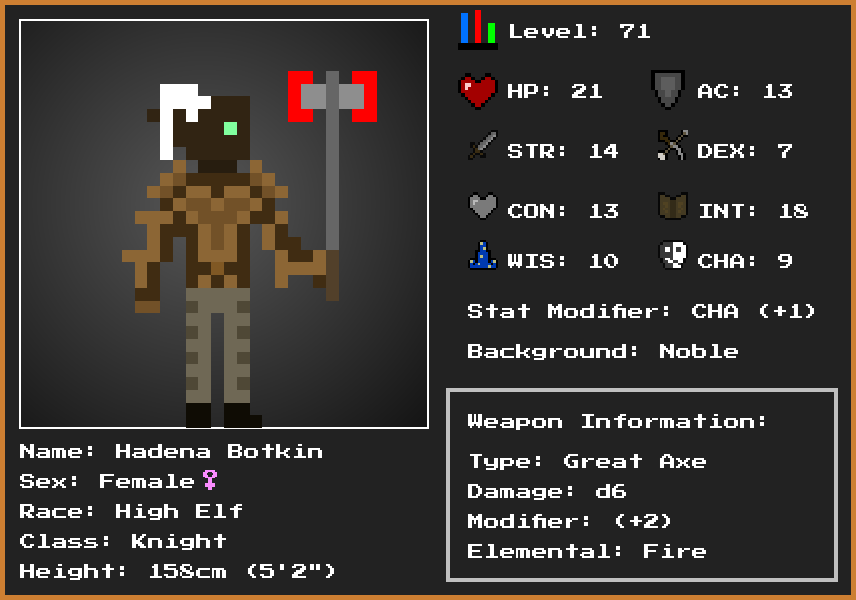 Level: 71
HP: 21
AC: 13
STR: 14
DEX: 7
CON: 13
INT: 18
WIS: 10
CHA: 9
Stat Modifier: CHA (+1)
Background: Noble
Weapon Information:
Type: Great Axe
Damage: d6
Modifier: (+2)
Elemental: Fire
Name: Hadena Botkin
Sex: Female♀
Race: High Elf
Class: Knight
Height: 158cm (5'2")